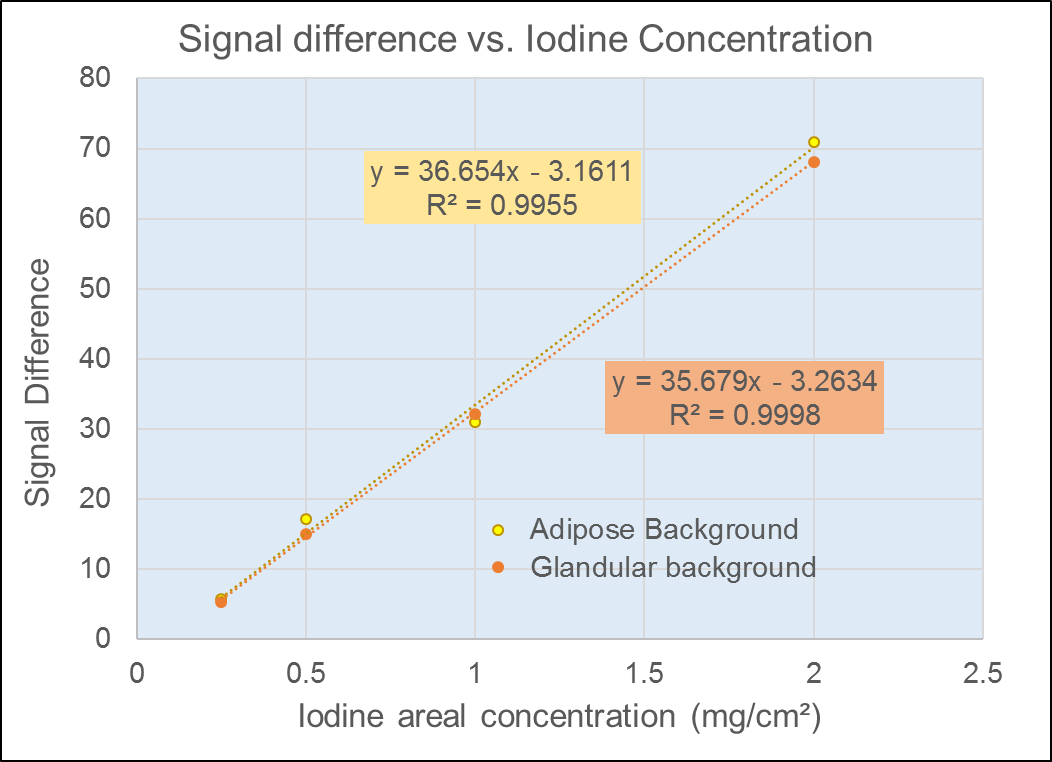 Signal difference vs. Iodine Concentration
80
70
60
50
40
30
20
10
0
Signal Difference
y = 36.654x - 3.1611
R² = 0.9955
y = 35.679x - 3.2634
R² = 0.9998
Adipose Background
Glandular background
0 0.5 1 1.5 2 2.5
Iodine areal concentration (mg/cm²)